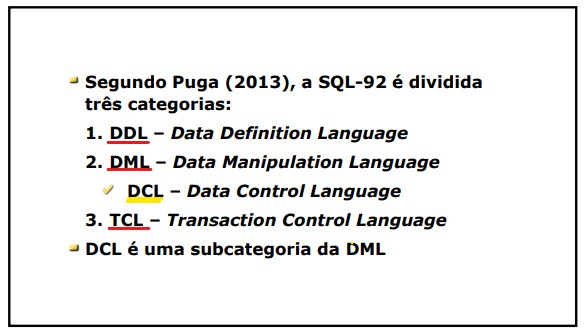 Segundo Puga (2013), a SQL-92 é dividida
três categorias:
1. DDL – Data Definition Language
2. DML – Data Manipulation Language
DCL – Data Control Language
3. TCL – Transaction Control Language
DCL é uma subcategoria da DML